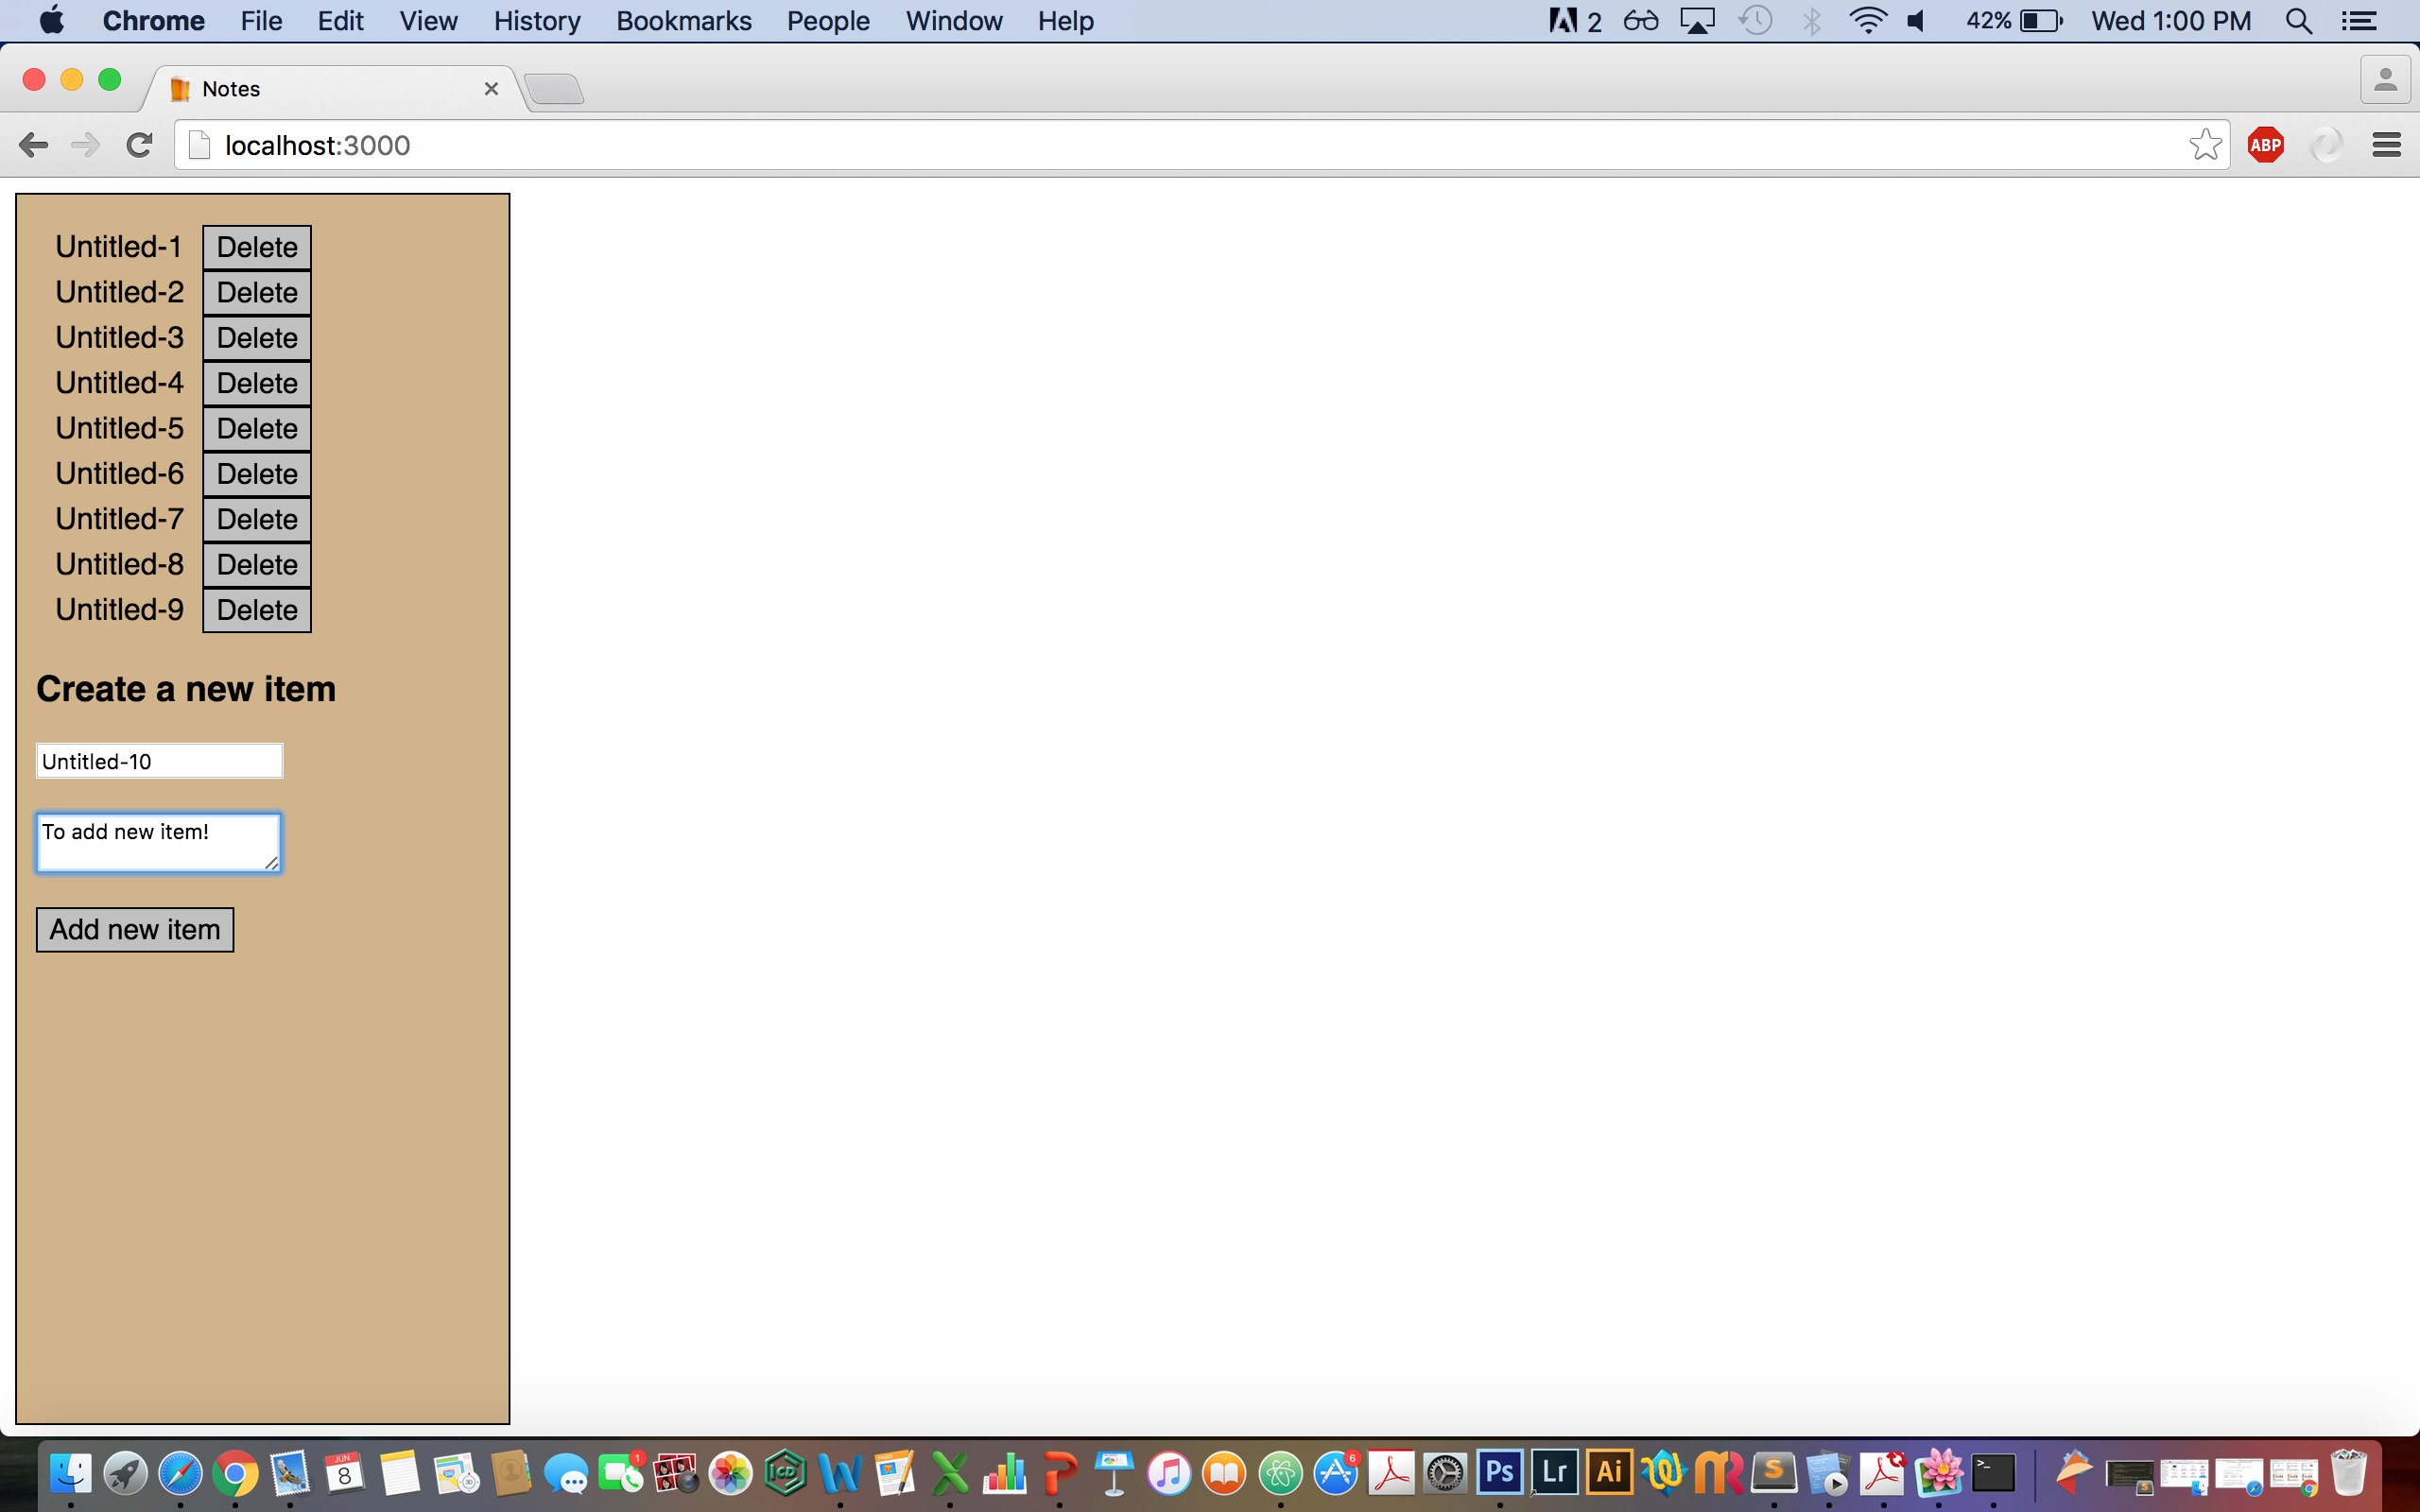 Chrome File Edit View History Bookmarks People Window Help 2 42% Wed 1:00 PM
Notes
localhost:3000
ABP
Untitled-1 Delete
Untitled-2 Delete
Untitled-3 Delete
Untitled-4 Delete
Untitled-5 Delete
Untitled-6 Delete
Untitled-7 Delete
Untitled-8 Delete
Untitled-9 Delete
Create a new item
Untitled-10
To add new item!
Add new item
JUN
8
1
ICD
6
Ps
Lr
Ai
S
>_